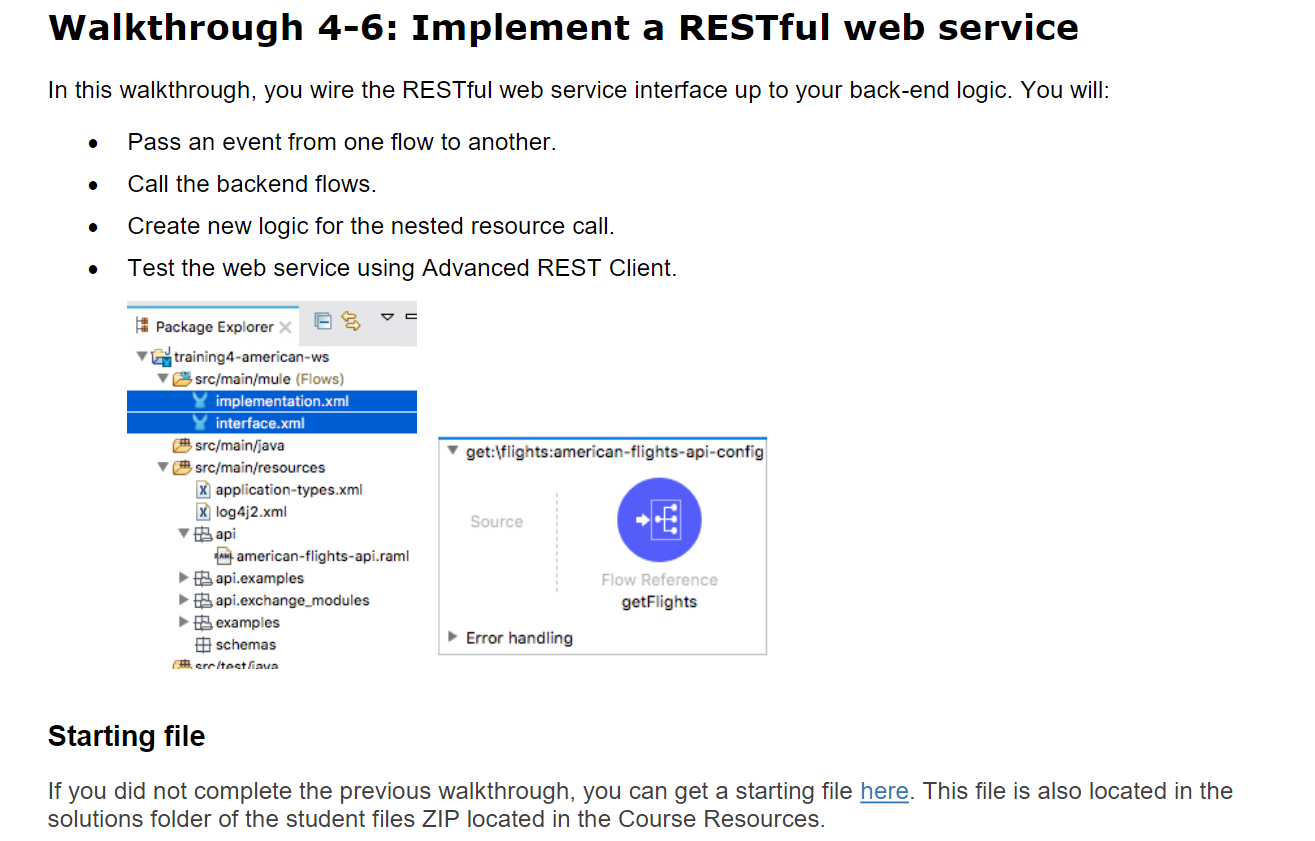 Walkthrough 4-6: Implement a RESTful web service
In this walkthrough, you wire the RESTful web service interface up to your back-end logic. You will:
• Pass an event from one flow to another.
• Call the backend flows.
• Create new logic for the nested resource call.
• Test the web service using Advanced REST Client.
Package Explorer
training4-american-ws
src/main/mule (Flows)
implementation.xml
interface.xml
src/main/java
src/main/resources
application-types.xml
log4j2.xml
api
american-flights-api.raml
api.examples
api.exchange_modules
examples
schemas
src/test/java
get:\flights:american-flights-api-config
Source
Flow Reference
getFlights
Error handling
Starting file
If you did not complete the previous walkthrough, you can get a starting file here. This file is also located in the
solutions folder of the student files ZIP located in the Course Resources.